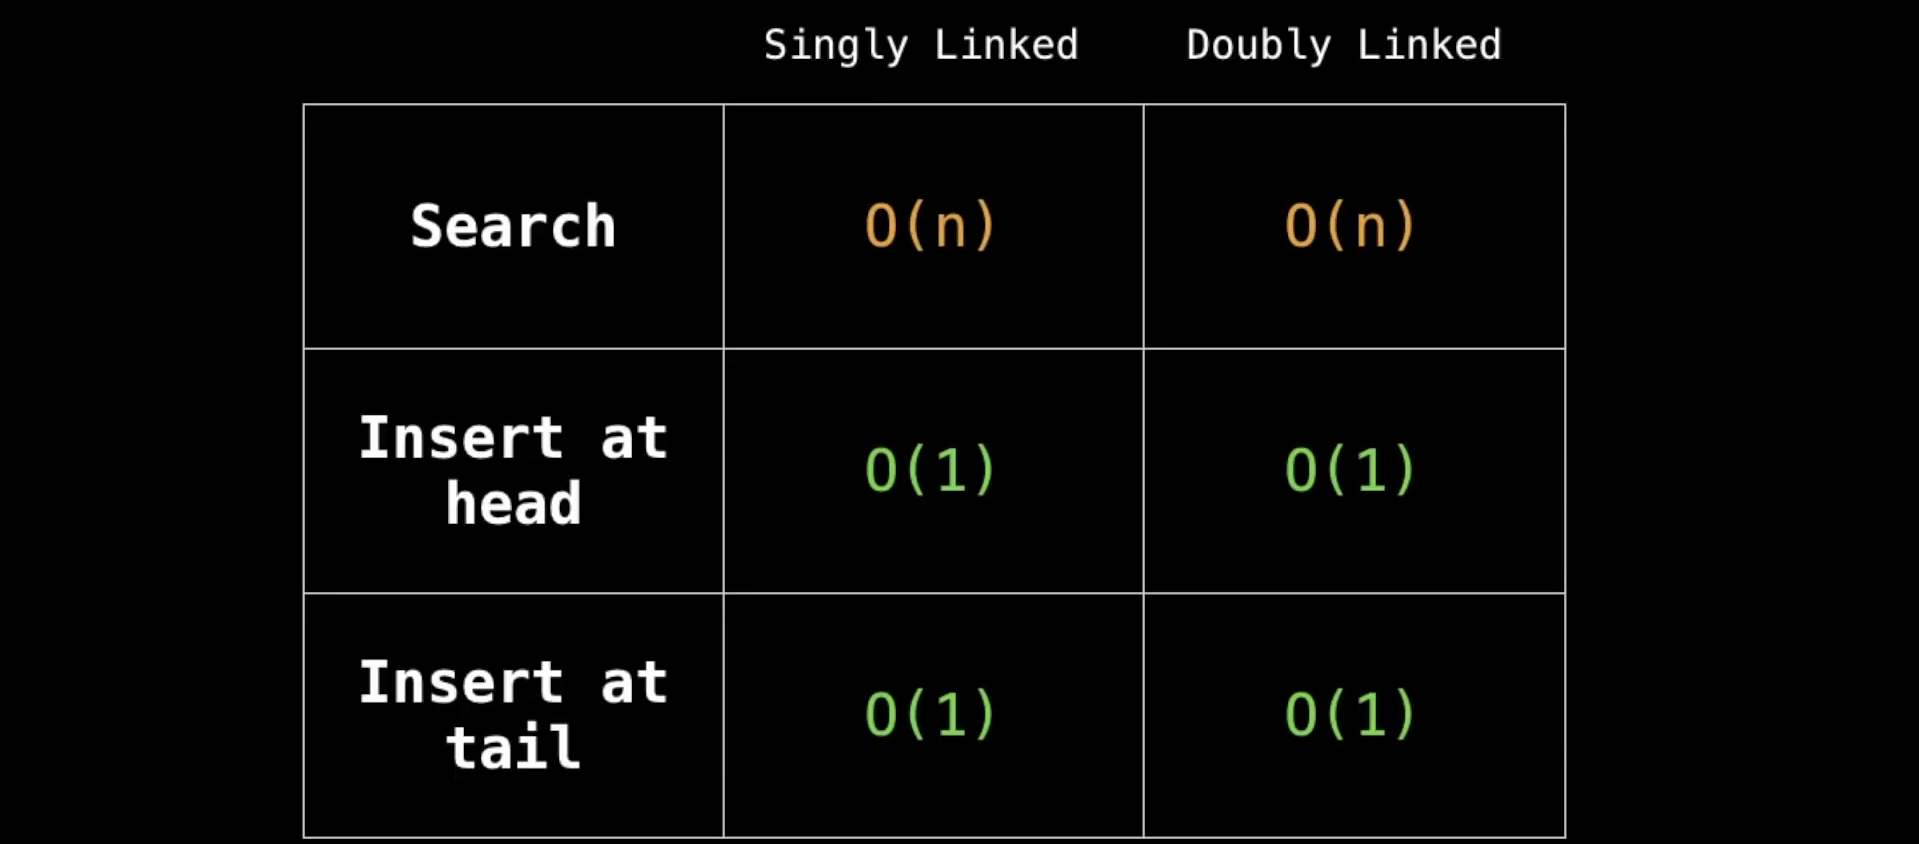 Singly Linked Doubly Linked
Search O(n) O(n)
Insert at
head O(1) O(1)
Insert at
tail O(1) O(1)